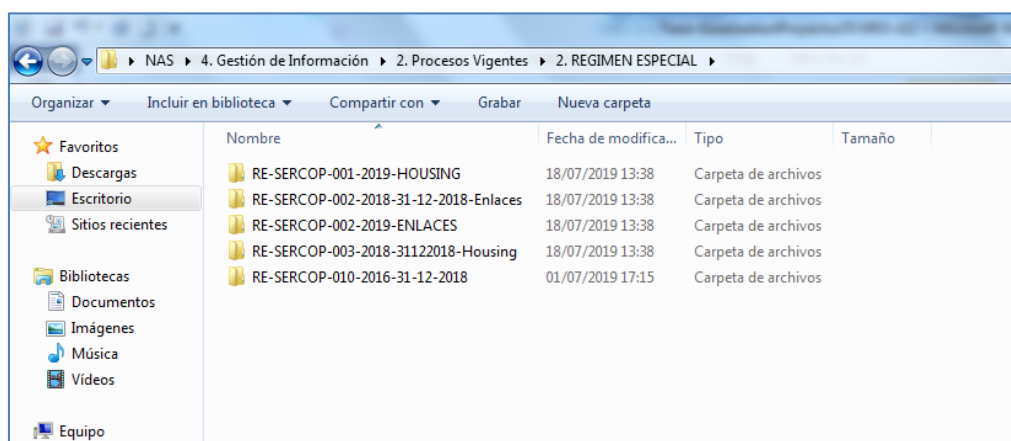 NAS ▸ 4. Gestión de Información ▸ 2. Procesos Vigentes ▸ 2. REGIMEN ESPECIAL ▸
Organizar Incluir en biblioteca Compartir con Grabar Nueva carpeta
Favoritos
Descargas
Escritorio
Sitios recientes
Bibliotecas
Documentos
Imágenes
Música
Vídeos
Equipo
Nombre Fecha de modifica... Tipo Tamaño
RE-SERCOP-001-2019-HOUSING 18/07/2019 13:38 Carpeta de archivos
RE-SERCOP-002-2018-31-12-2018-Enlaces 18/07/2019 13:38 Carpeta de archivos
RE-SERCOP-002-2019-ENLACES 18/07/2019 13:38 Carpeta de archivos
RE-SERCOP-003-2018-31122018-Housing 18/07/2019 13:38 Carpeta de archivos
RE-SERCOP-010-2016-31-12-2018 01/07/2019 17:15 Carpeta de archivos